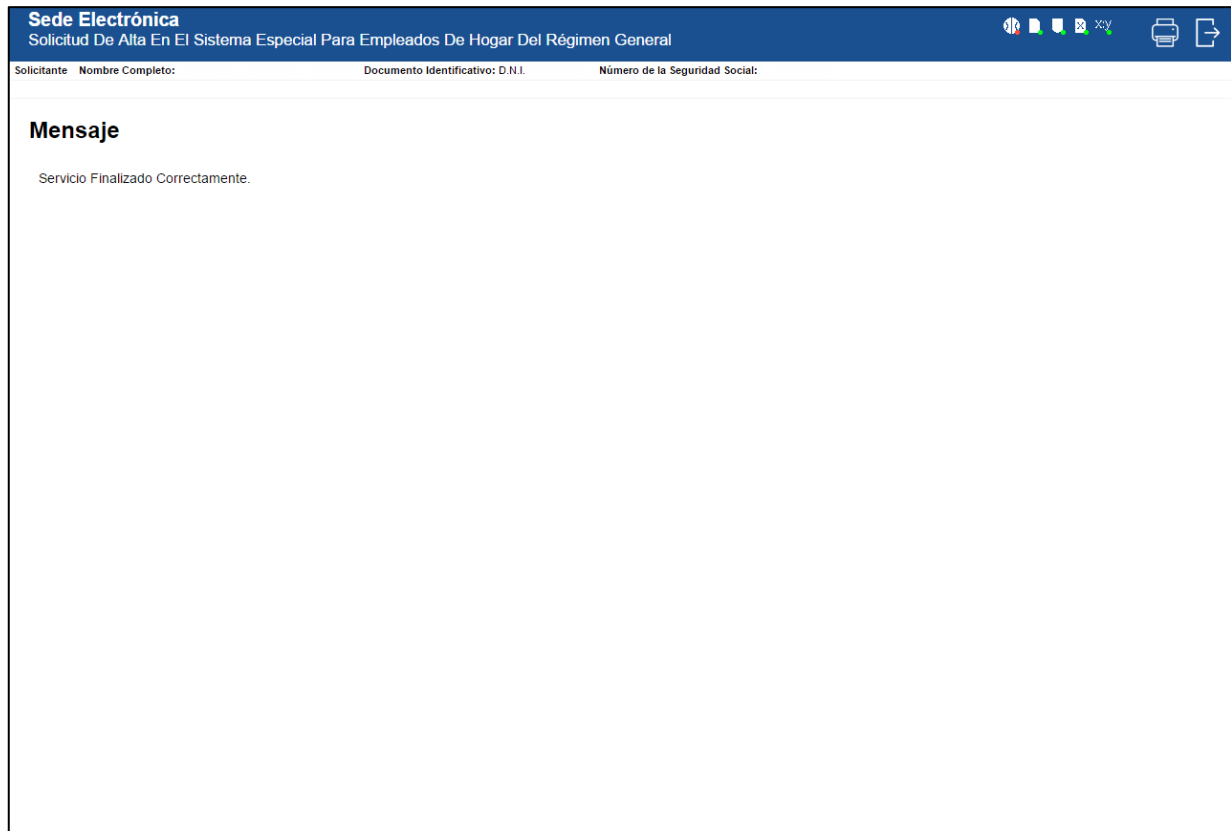 Sede Electrónica
Solicitud De Alta En El Sistema Especial Para Empleados De Hogar Del Régimen General
X:y
Solicitante Nombre Completo: Documento Identificativo: D.N.I. Número de la Seguridad Social:
Mensaje
Servicio Finalizado Correctamente.